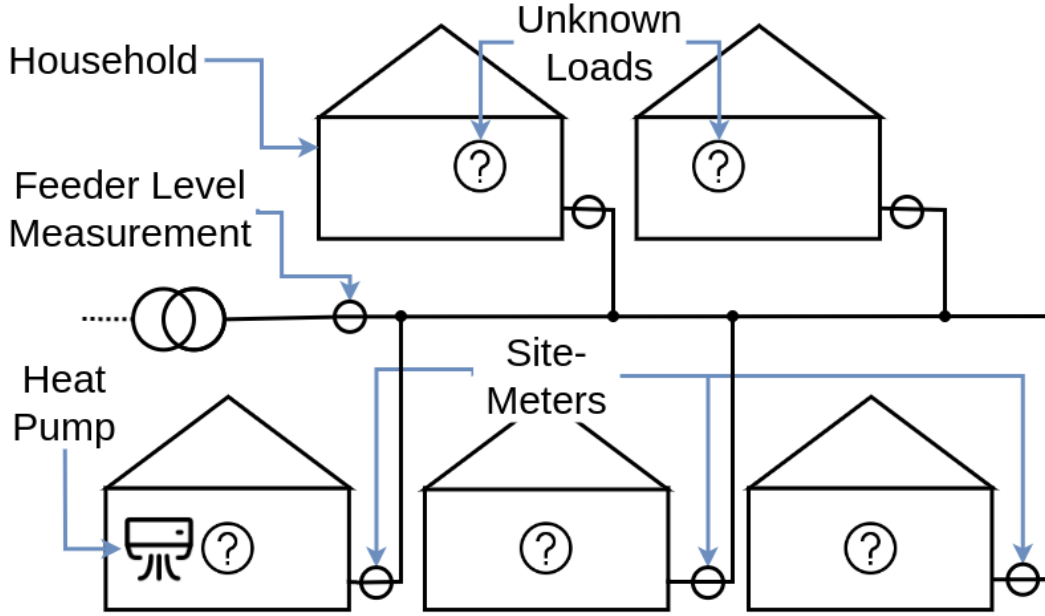 Unknown
Loads
Household
?
?
Feeder Level
Measurement
Site-
Meters
Heat
Pump
?
?
?